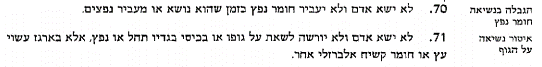 הגבלה בנשיאת
חומר נפץ
70. לא ישא אדם ולא יעביר חומר נפץ כזמן שהוא נושא או מעביר נפצים.
איסור נשיאה
על הגוף
71. לא ישא אדם ולא יורשה לשאת על גופו או בכיסי בגדיו תחל או נפץ, אלא בארגז עשוי
עץ או חומר קשיח אלברזלי אחר.